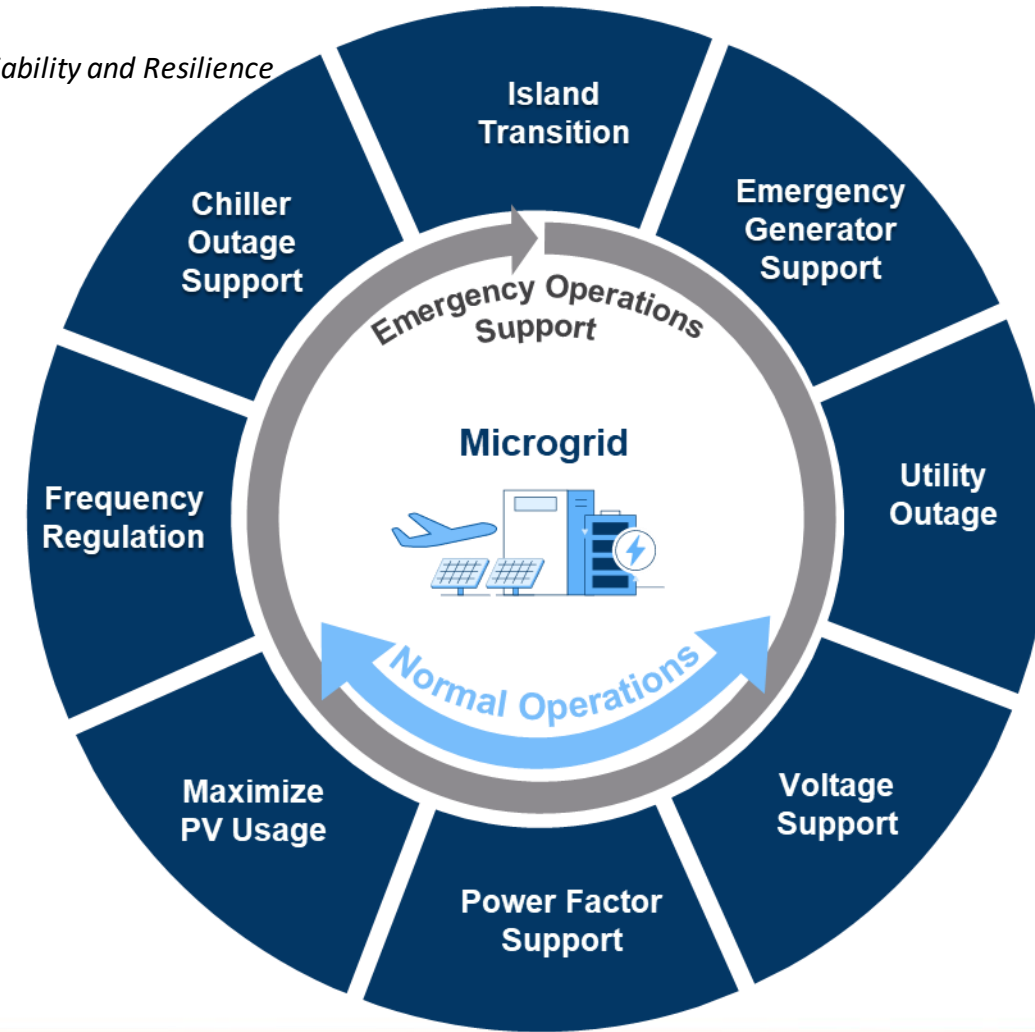 and Resilience
Island
Transition
Emergency
Generator
Support
Utility
Outage
Voltage
Support
Power Factor
Support
Maximize
PV Usage
Frequency
Regulation
Chiller
Outage
Support
Emergency Operations
Support
Microgrid
Normal Operations